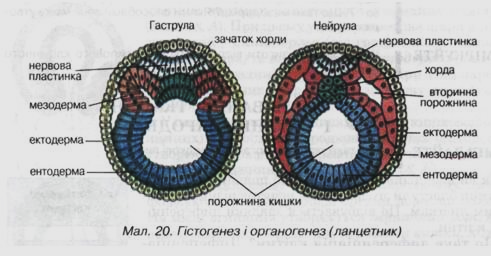 Гаструла
Нейрула
зачаток хорди
нервова
пластинка
мезодерма
ектодерма
ентодерма
нервова пластинка
хорда
вторинна
порожнина
ектодерма
мезодерма
ентодерма
порожнина кишки
Мал. 20. Гістогенез і органогенез (ланцетник)